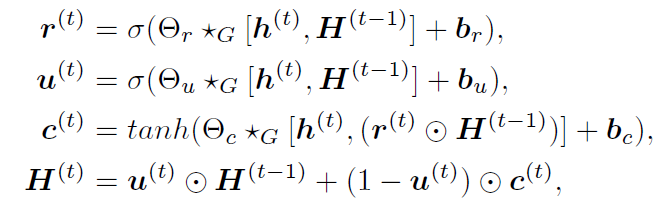 r^{(t)} = σ(Θ_r ⋆_G [h^{(t)}, H^{(t−1)}] + b_r),
u^{(t)} = σ(Θ_u ⋆_G [h^{(t)}, H^{(t−1)}] + b_u),
c^{(t)} = tanh(Θ_c ⋆_G [h^{(t)}, (r^{(t)} ⊙ H^{(t−1)})] + b_c),
H^{(t)} = u^{(t)} ⊙ H^{(t−1)} + (1 − u^{(t)}) ⊙ c^{(t)},